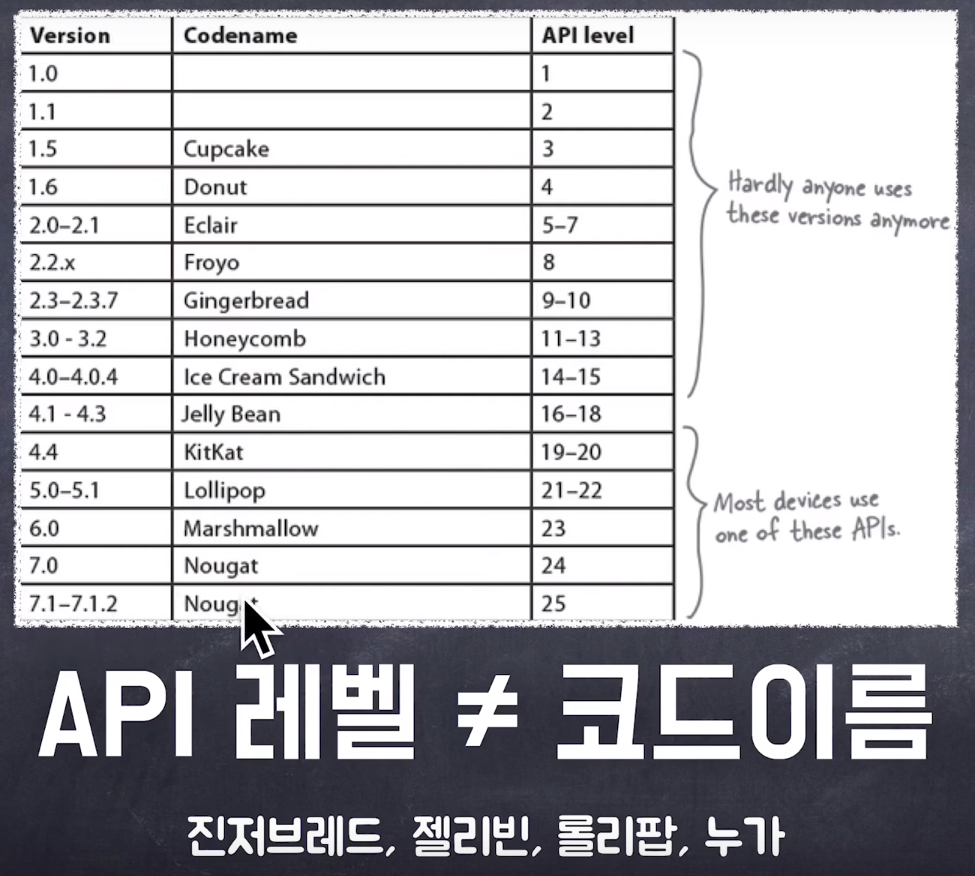 Version Codename API level
1.0 1
1.1 2
1.5 Cupcake 3
1.6 Donut 4
2.0–2.1 Eclair 5–7
2.2.x Froyo 8
2.3–2.3.7 Gingerbread 9–10
3.0 - 3.2 Honeycomb 11–13
4.0–4.0.4 Ice Cream Sandwich 14–15
4.1 - 4.3 Jelly Bean 16–18
4.4 KitKat 19–20
5.0–5.1 Lollipop 21–22
6.0 Marshmallow 23
7.0 Nougat 24
7.1–7.1.2 Nougat 25
Hardly anyone uses
these versions anymore
Most devices use
one of these APIs.
API 레벨 ≠ 코드이름
진저브레드, 젤리빈, 롤리팝, 누가